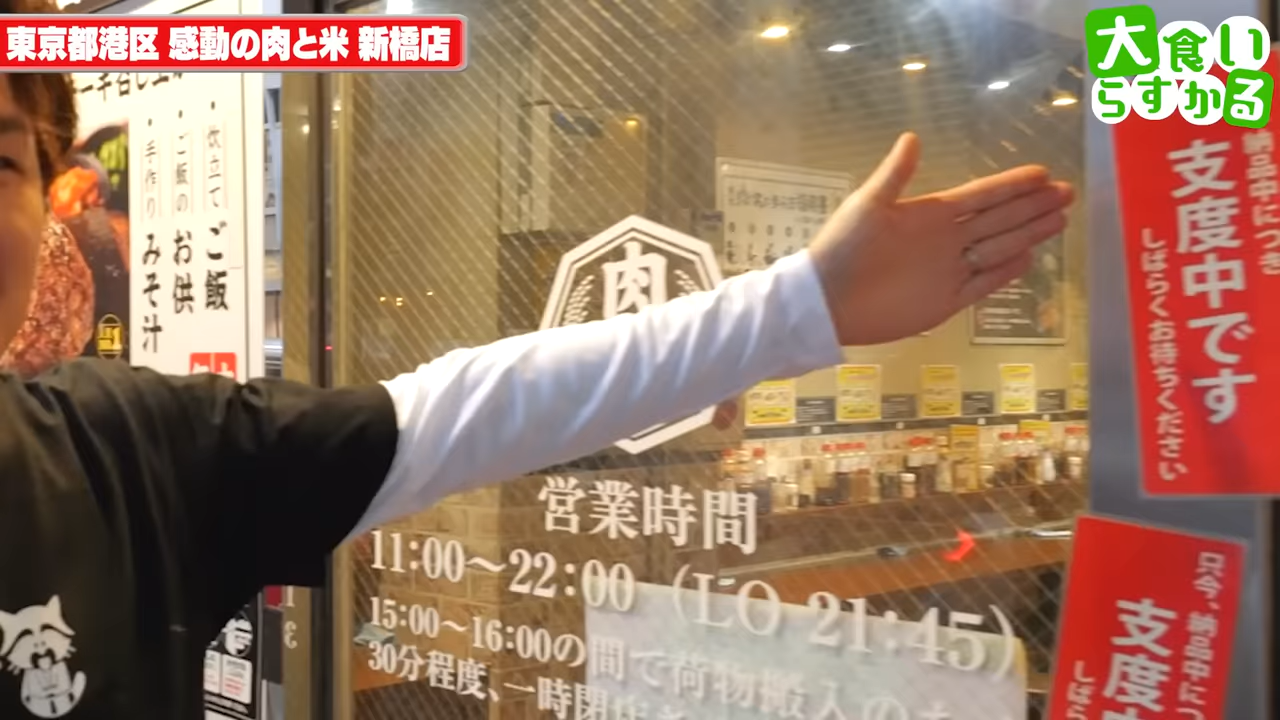 東京都港区 感動の肉と米 新橋店
大食い
らすかる
・炊立てご飯
・ご飯のお供
・手作りみそ汁
肉
営業時間
11:00～22:00（LO 21:45）
15:00～16:00の間で荷物搬入のため
30分程度、一時閉店
納品中につき
支度中です
しばらくお待ちください
只今、納品中につ
支度
しばら